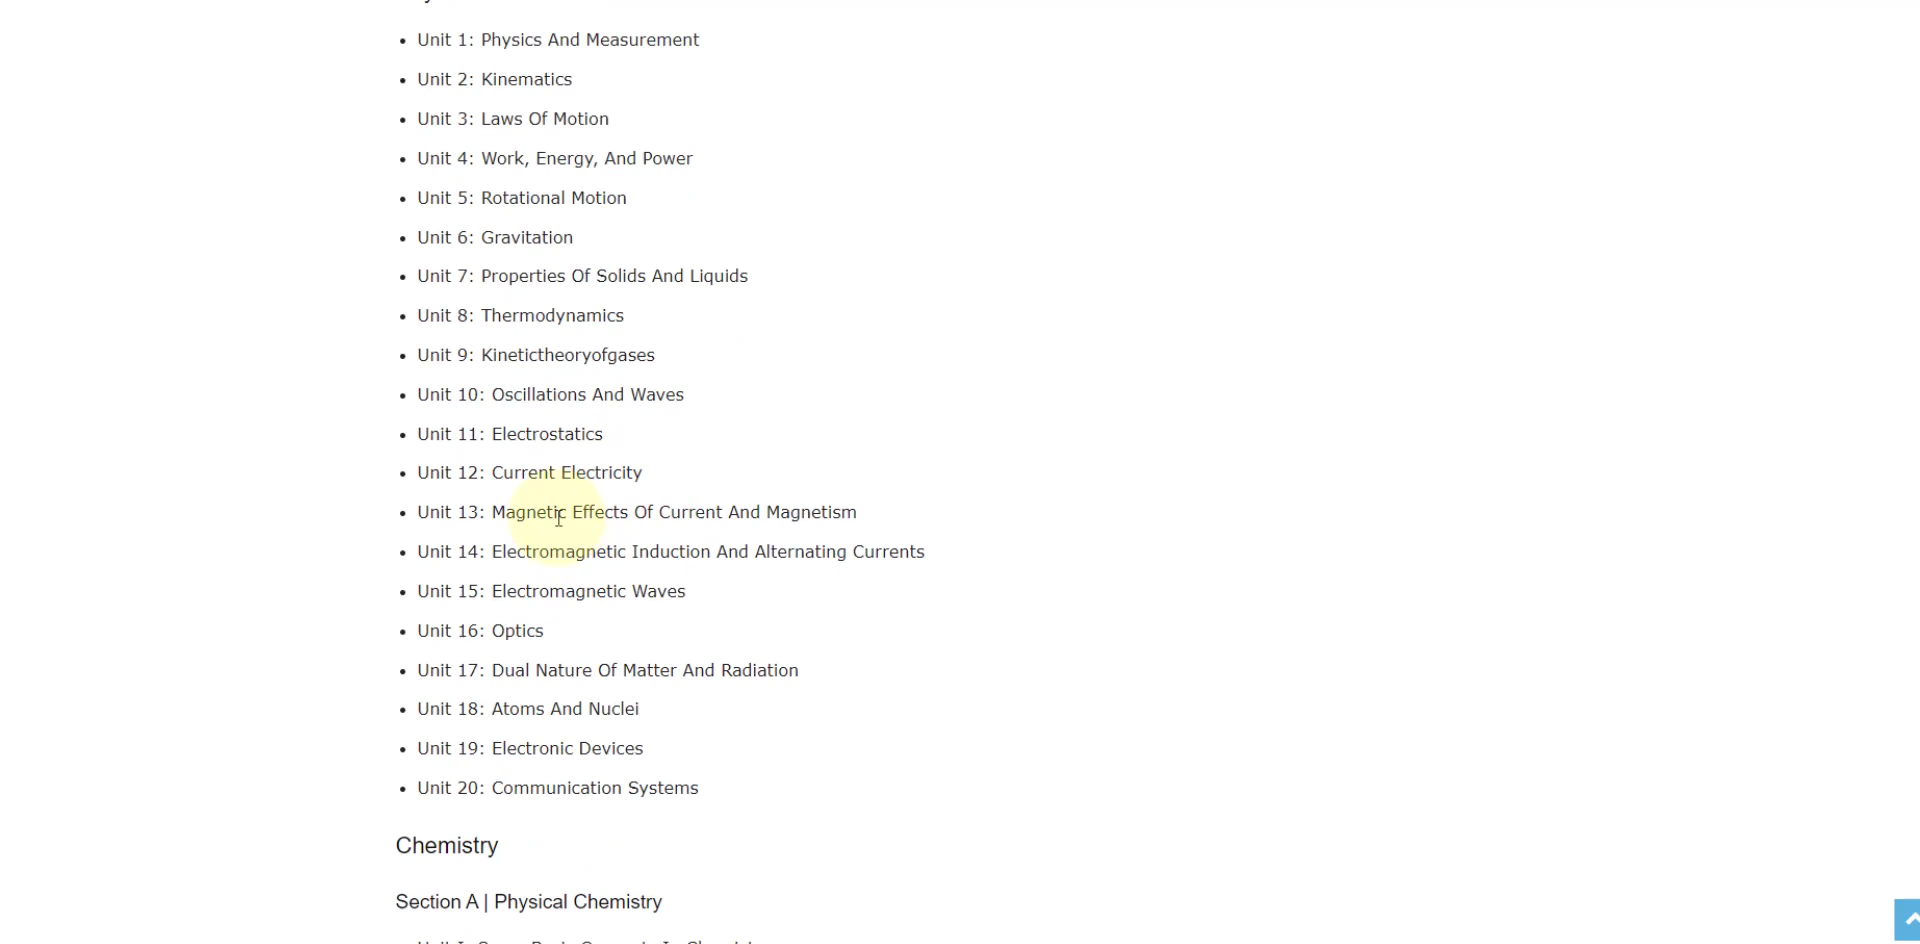 Unit 1: Physics And Measurement
Unit 2: Kinematics
Unit 3: Laws Of Motion
Unit 4: Work, Energy, And Power
Unit 5: Rotational Motion
Unit 6: Gravitation
Unit 7: Properties Of Solids And Liquids
Unit 8: Thermodynamics
Unit 9: Kinetictheoryofgases
Unit 10: Oscillations And Waves
Unit 11: Electrostatics
Unit 12: Current Electricity
Unit 13: Magnetic Effects Of Current And Magnetism
Unit 14: Electromagnetic Induction And Alternating Currents
Unit 15: Electromagnetic Waves
Unit 16: Optics
Unit 17: Dual Nature Of Matter And Radiation
Unit 18: Atoms And Nuclei
Unit 19: Electronic Devices
Unit 20: Communication Systems
Chemistry
Section A | Physical Chemistry